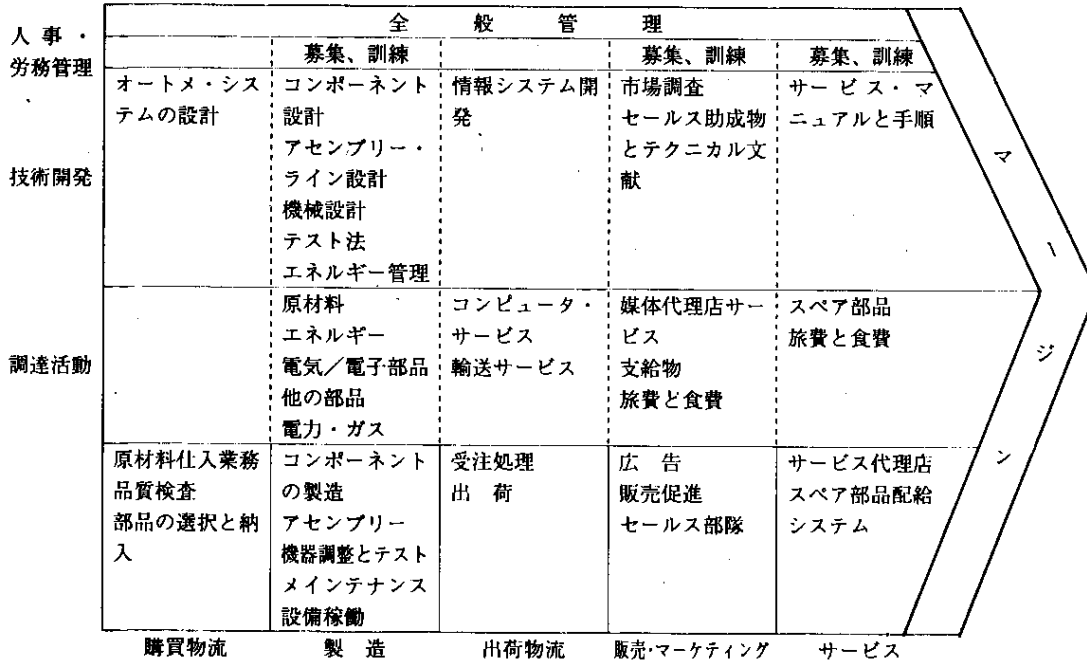 全般管理
人事・
労務管理
募集、訓練
募集、訓練
募集、訓練
技術開発
オートメ・シス
テムの設計
コンポーネント
設計
アセンブリー・
ライン設計
機械設計
テスト法
エネルギー管理
情報システム開
発
市場調査
セールス助成物
とテクニカル文
献
サービス・マ
ニュアルと手順
調達活動
原材料
エネルギー
電気/電子部品
他の部品
電力・ガス
コンピュータ・
サービス
輸送サービス
媒体代理店サー
ビス
支給物
旅費と食費
スペア部品
旅費と食費
原材料仕入業務
品質検査
部品の選択と納
入
コンポーネント
の製造
アセンブリー
機器調整とテスト
メインテナンス
設備稼働
受注処理
出荷
広告
販売促進
セールス部隊
サービス代理店
スペア部品配給
システム
マージン
購買物流
製造
出荷物流
販売・マーケティング
サービス